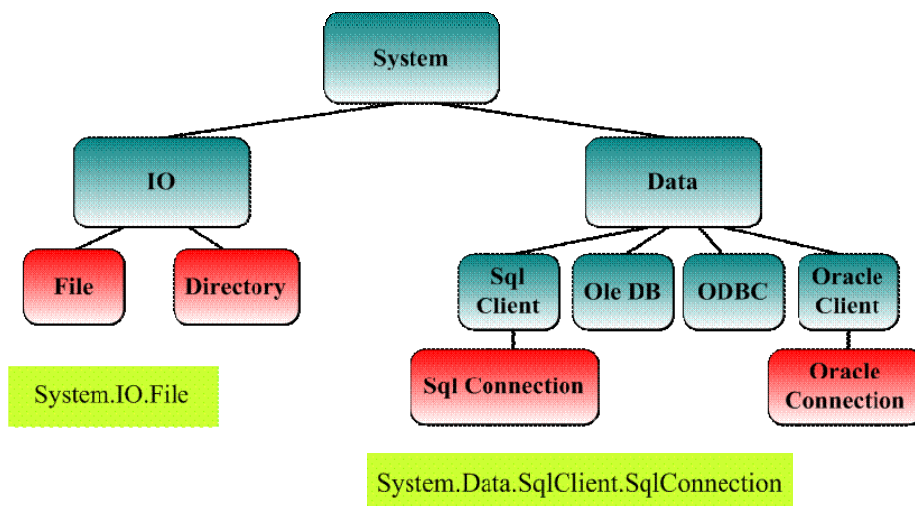 System
IO
Data
File
Directory
Sql
Client
Ole DB
ODBC
Oracle
Client
Sql Connection
Oracle
Connection
System.IO.File
System.Data.SqlClient.SqlConnection